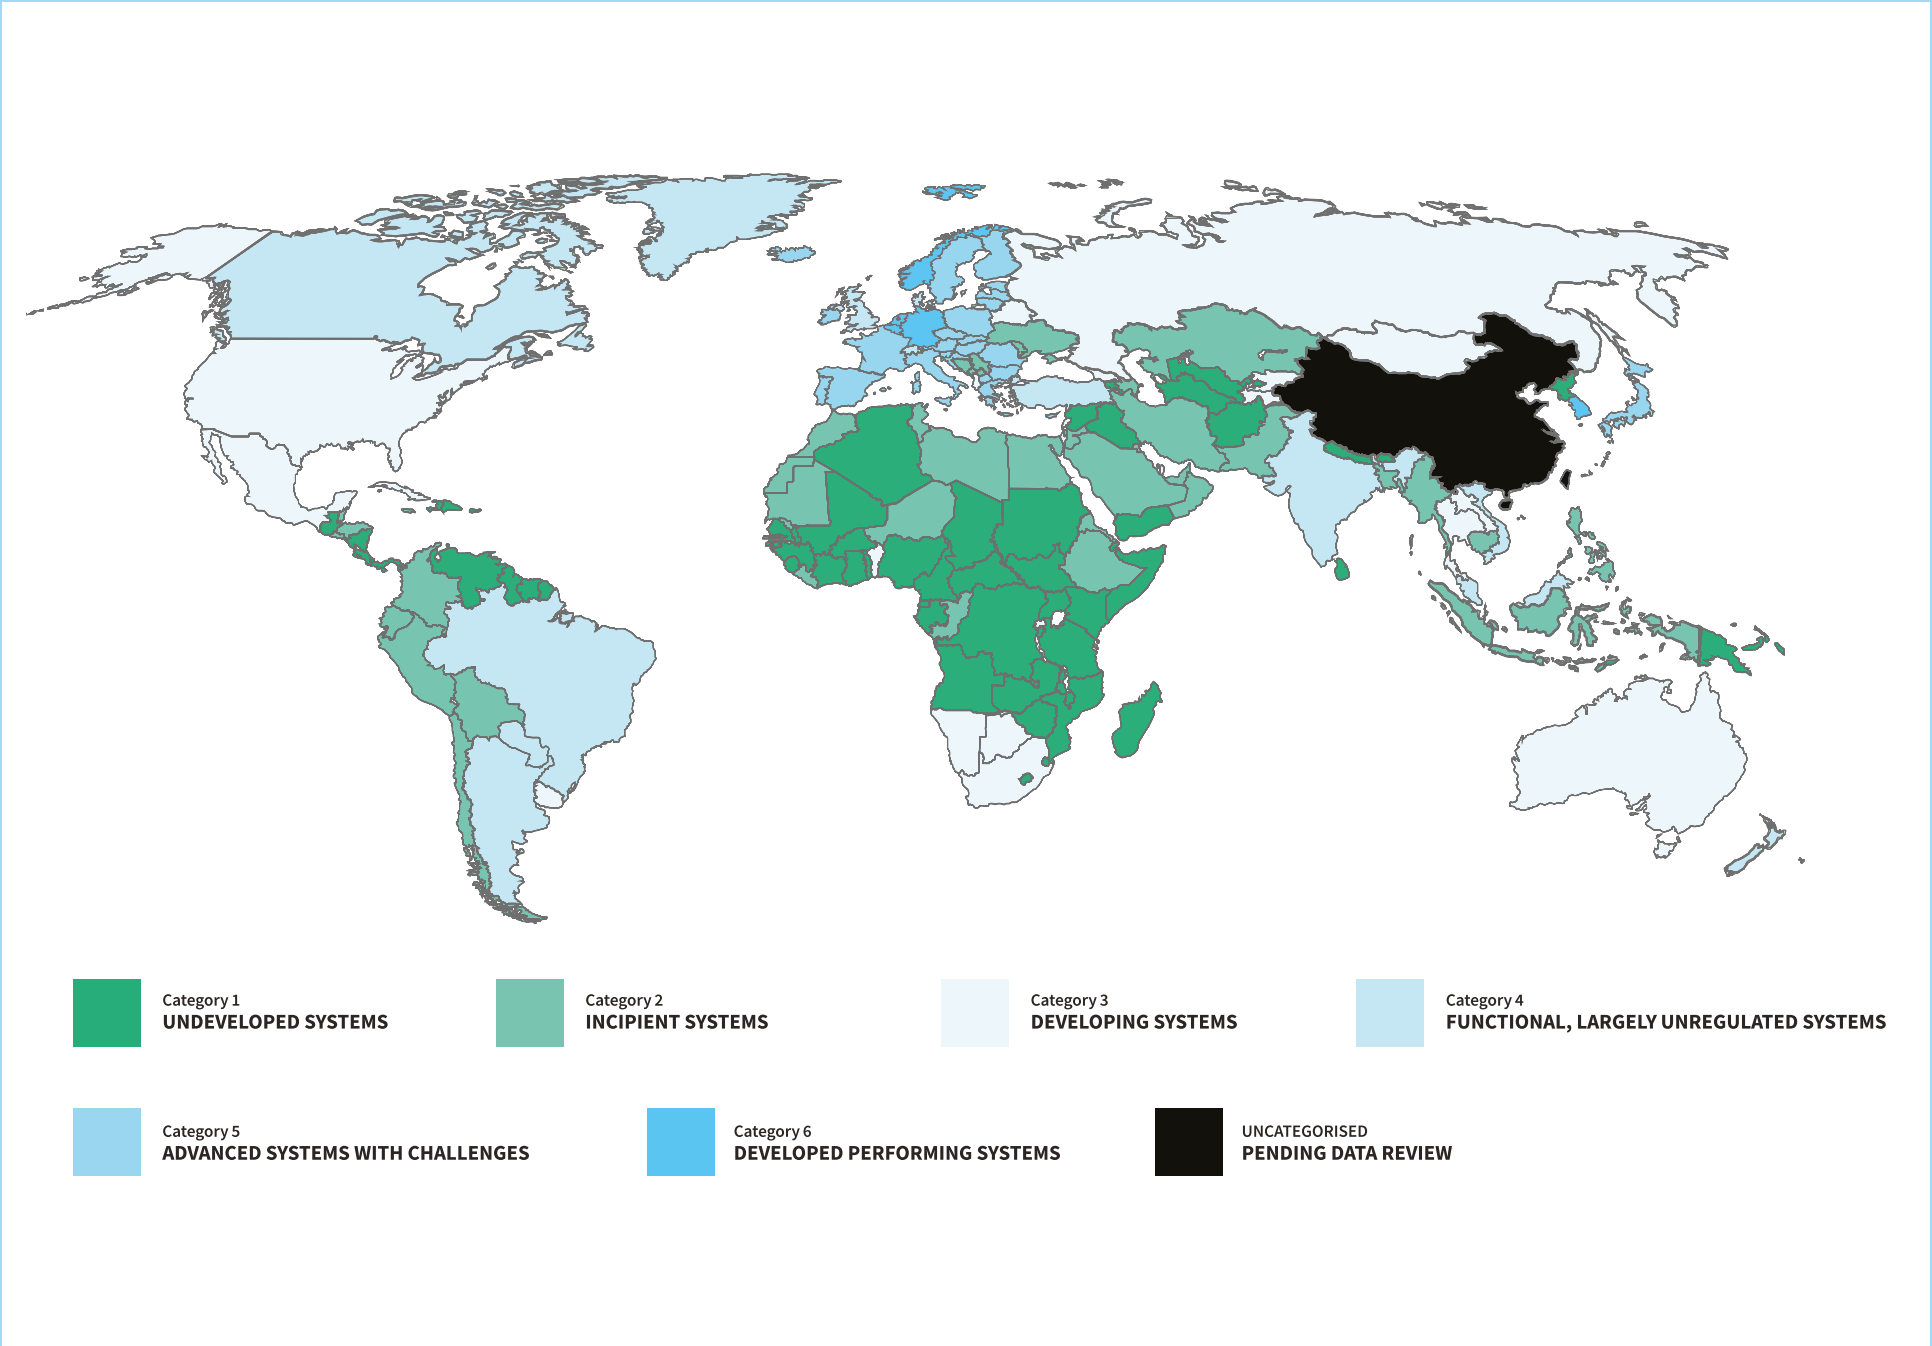 Category 1
UNDEVELOPED SYSTEMS
Category 2
INCIPIENT SYSTEMS
Category 3
DEVELOPING SYSTEMS
Category 4
FUNCTIONAL, LARGELY UNREGULATED SYSTEMS
Category 5
ADVANCED SYSTEMS WITH CHALLENGES
Category 6
DEVELOPED PERFORMING SYSTEMS
UNCATEGORISED
PENDING DATA REVIEW